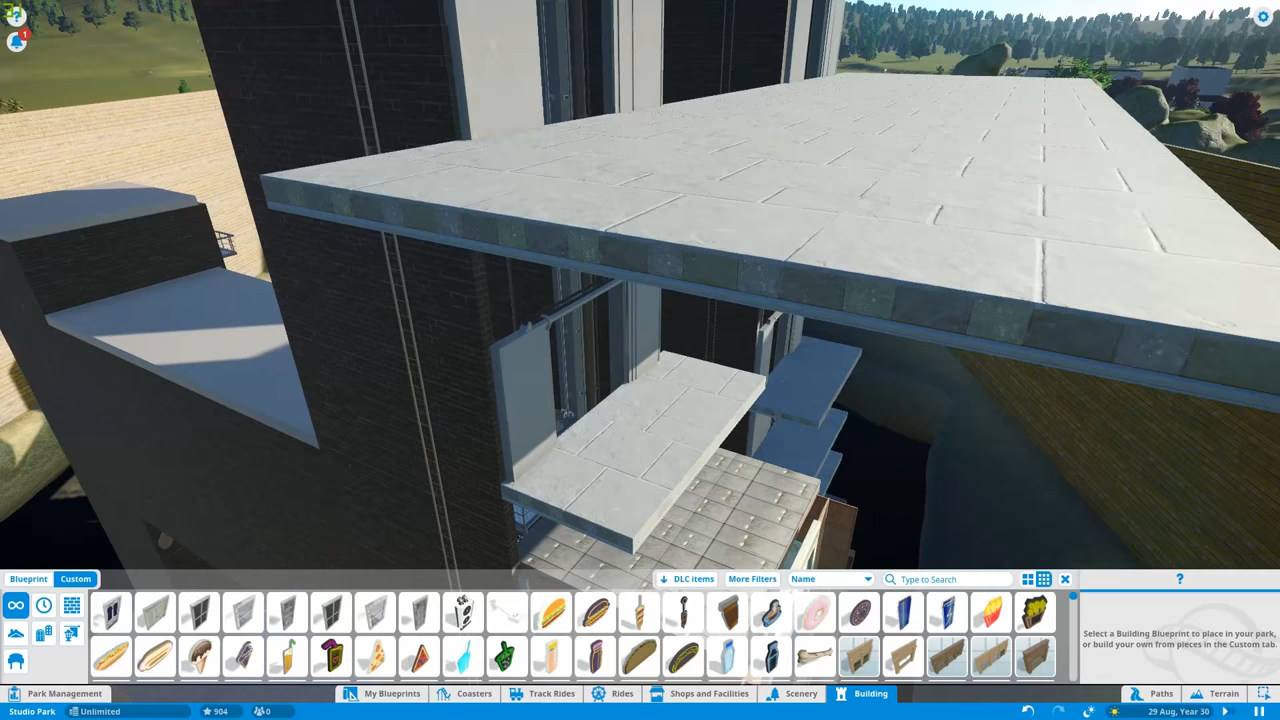 ?
1
Blueprint
Custom
DLC items
More Filters
Name
Type to Search
?
Select a Building Blueprint to place in your park,
or build your own from pieces in the Custom tab.
Park Management
My Blueprints
Coasters
Track Rides
Rides
Shops and Facilities
Scenery
Building
Paths
Terrain
Studio Park
Unlimited
904
0
29 Aug, Year 30